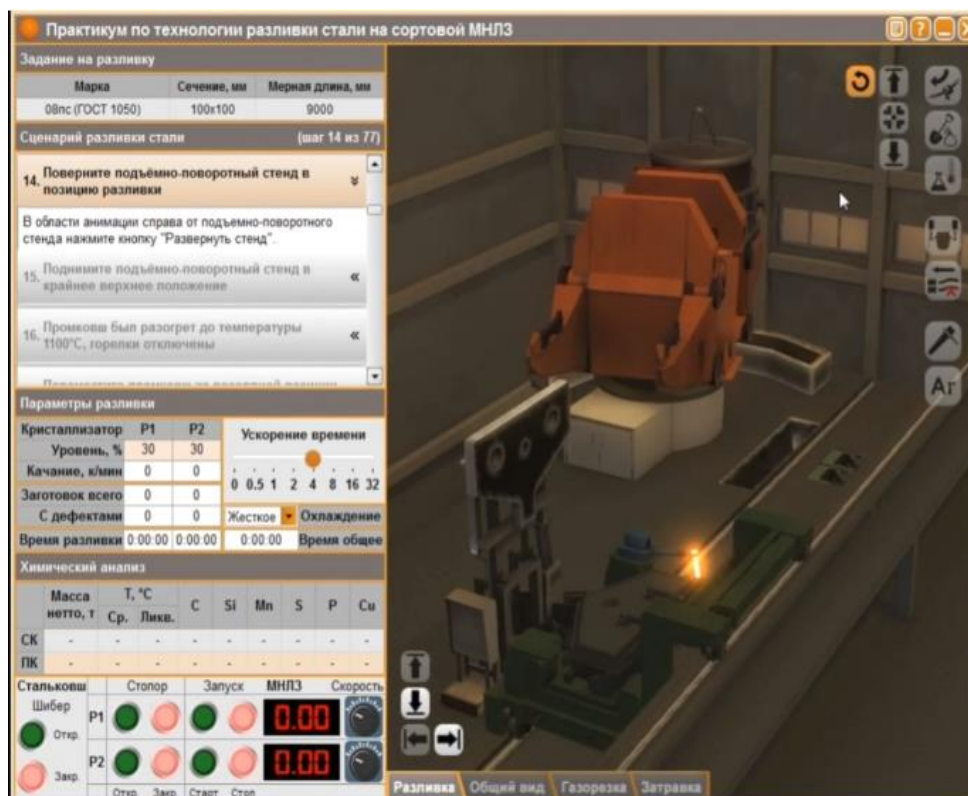 Практикум по технологии разливки стали на сортовой МНЛЗ
Задание на разливку
Марка Сечение, мм Мерная длина, мм
08пс (ГОСТ 1050) 100x100 9000
Сценарий разливки стали (шаг 14 из 77)
14. Поверните подъёмно-поворотный стенд в
позицию разливки
В области анимации справа от подъемно-поворотного
стенда нажмите кнопку "Развернуть стенд".
15. Поднимите подъёмно-поворотный стенд в
крайнее верхнее положение
16. Промковш был разогрет до температуры
1100°C, горелки отключены
Параметры разливки
Кристаллизатор P1 P2
Ускорение времени
Уровень, % 30 30
Качание, к/мин 0 0
0 0.5 1 2 4 8 16 32
Заготовок всего 0 0
С дефектами 0 0
Жесткое Охлаждение
Время разливки 0:00:00 0:00:00 0:00:00 Время общее
Химический анализ
Масса нетто, т T, °C C Si Mn S P Cu
Ср. Ликв.
СК - - - - - - - - -
ПК - - - - - - - - -
Стальковш Стопор Запуск МНЛЗ Скорость
Шибер
P1 0.00
Откр.
P2 0.00
Закр.
Откр. Закр. Старт Стоп
Ar
Разливка Общий вид Газорезка Затравка